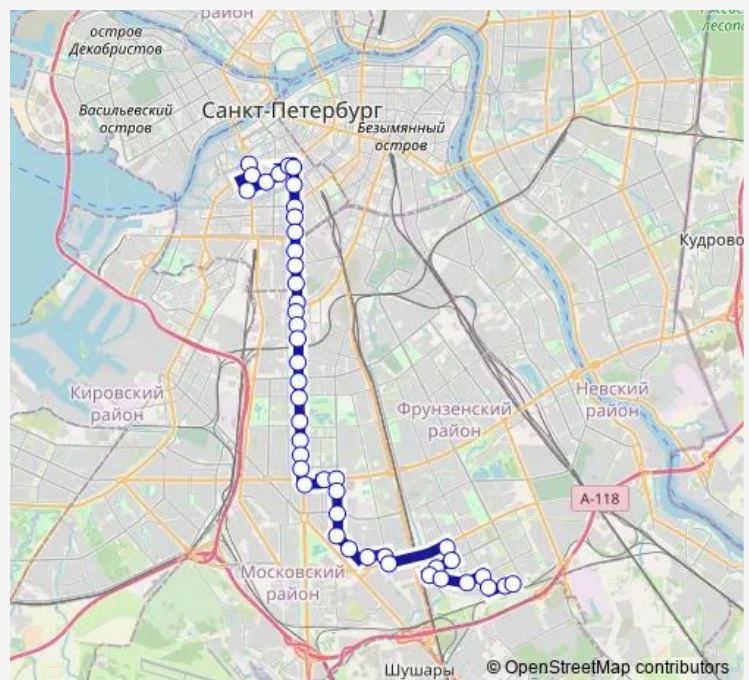 район
остров
Декабристов
Васильевский
остров
Санкт-Петербург
Безымянный
остров
Кудрово
Кировский
район
Фрунзенский
район
Невский
район
А-118
Московский
район
Шушары
© OpenStreetMap contributors